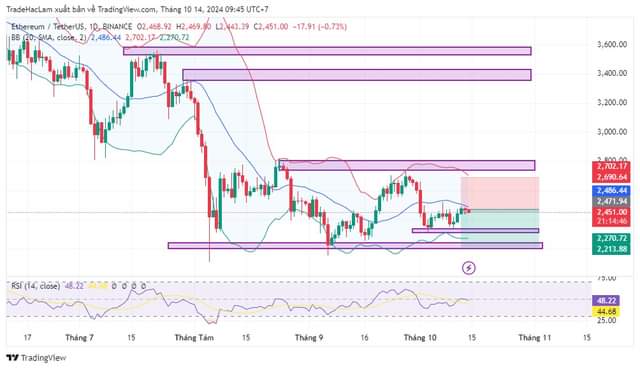 TradeHacLam xuất bản về TradingView.com, Tháng 10 14, 2024 09:45 UTC+7
Ethereum / TetherUS, 1D, BINANCE O2,468.92 H2,469.80 L2,443.39 C2,451.00 −17.91 (−0.73%)
BB (20, SMA, close, 2) 2,486.44 2,702.17 2,270.72
3,600.00
3,400.00
3,200.00
3,000.00
2,800.00
2,702.17
2,690.64
2,486.44
2,471.94
2,451.00
21:14:46
2,270.72
2,213.88
RSI (14, close) 48.22 44.68 0 0 0 0
75.00
48.22
44.68
25.00
17 Tháng 7 15 Tháng Tám 15 Tháng 9 16 Tháng 10 15 Tháng 11 15
TradingView